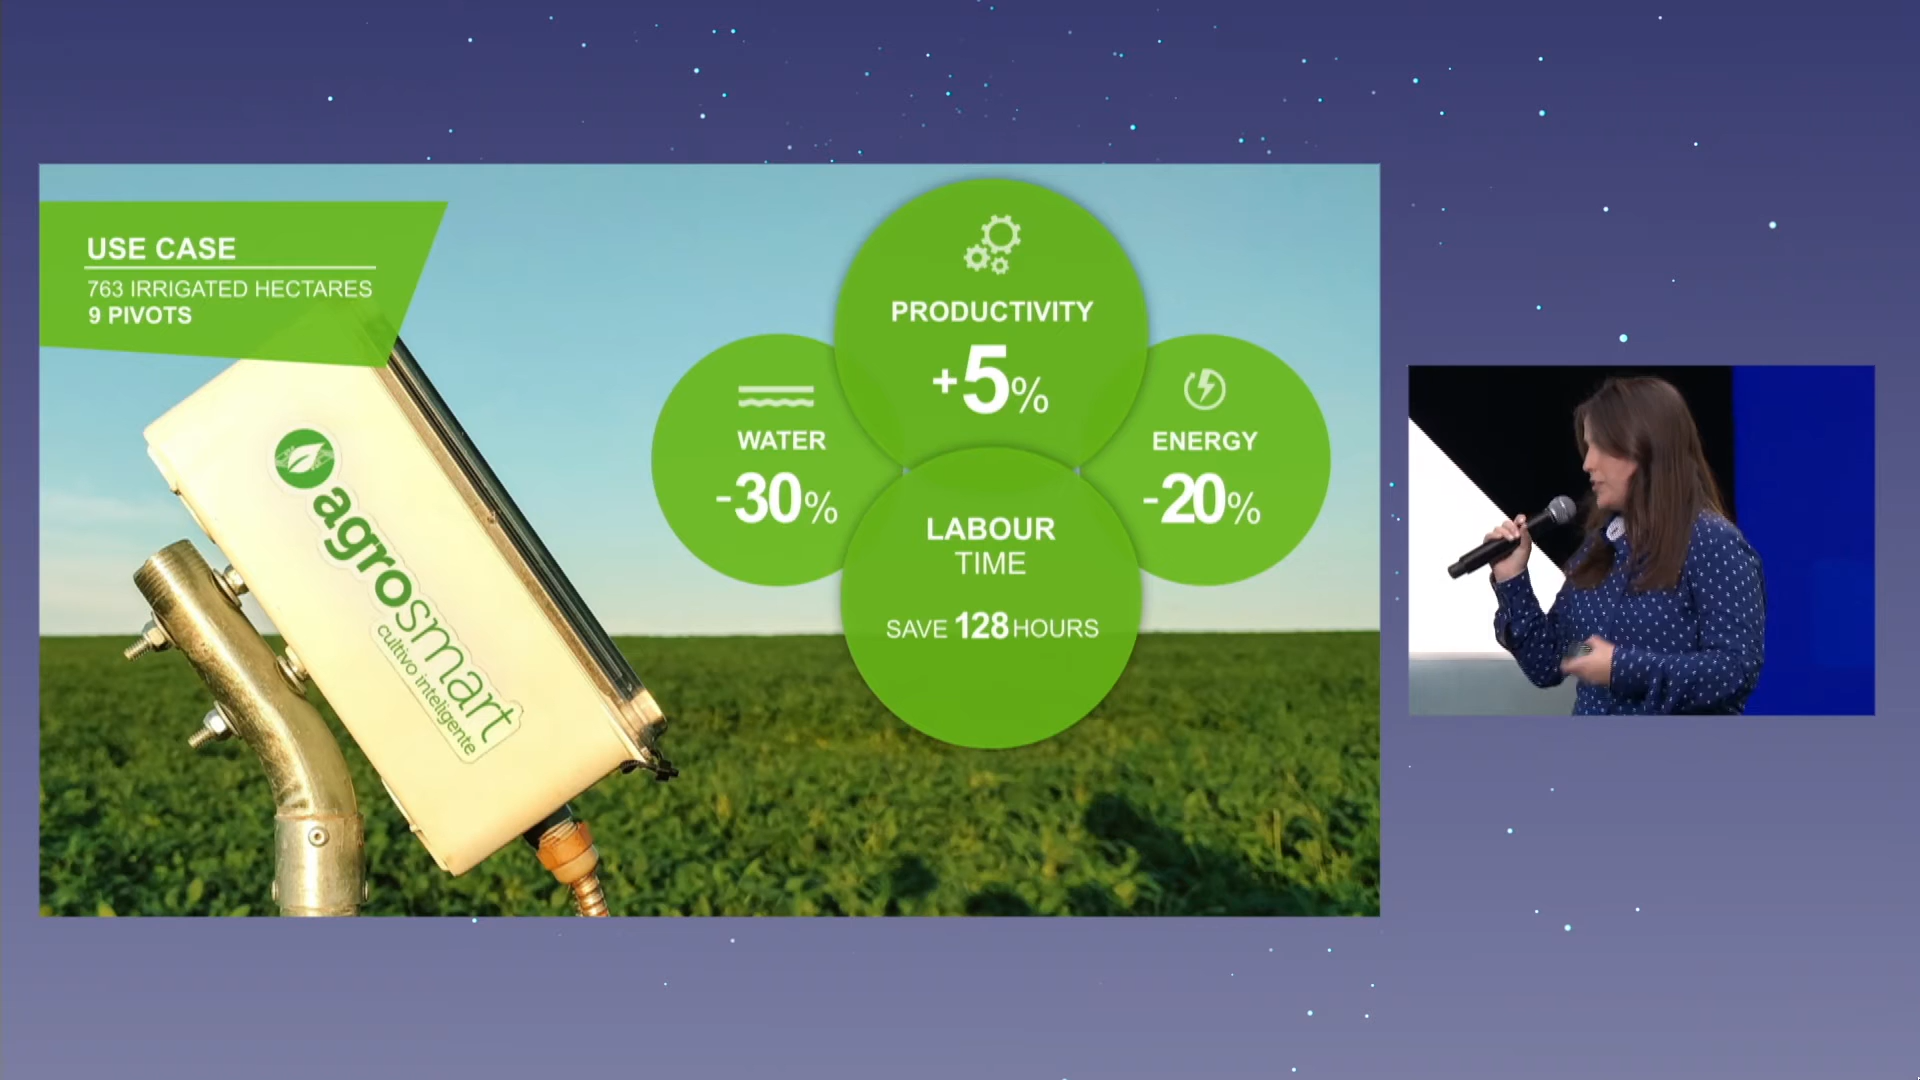 USE CASE
763 IRRIGATED HECTARES
9 PIVOTS
PRODUCTIVITY
+5%
WATER
-30%
ENERGY
-20%
LABOUR
TIME
SAVE 128 HOURS
agrosmart
cultivo inteligente